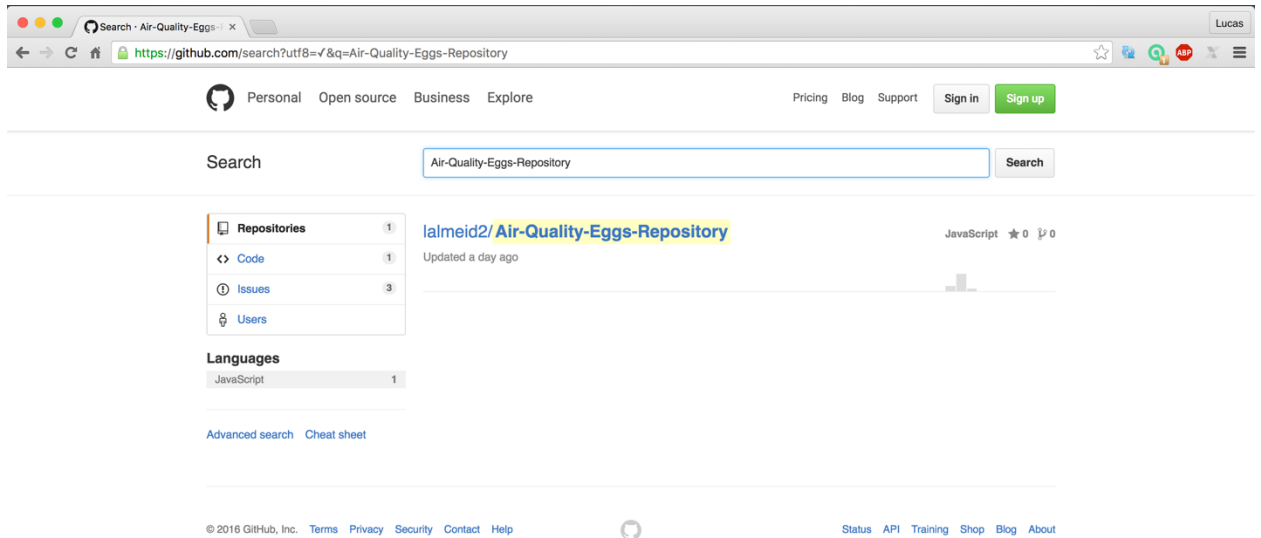 Search · Air-Quality-Eggs-
Lucas
https://github.com/search?utf8=✓&q=Air-Quality-Eggs-Repository
ABP
Personal Open source Business Explore Pricing Blog Support Sign in Sign up
Search Air-Quality-Eggs-Repository Search
Repositories 1
lalmeid2/Air-Quality-Eggs-Repository JavaScript 0 0
Code 1
Updated a day ago
Issues 3
Users
Languages
JavaScript 1
Advanced search Cheat sheet
© 2016 GitHub, Inc. Terms Privacy Security Contact Help Status API Training Shop Blog About